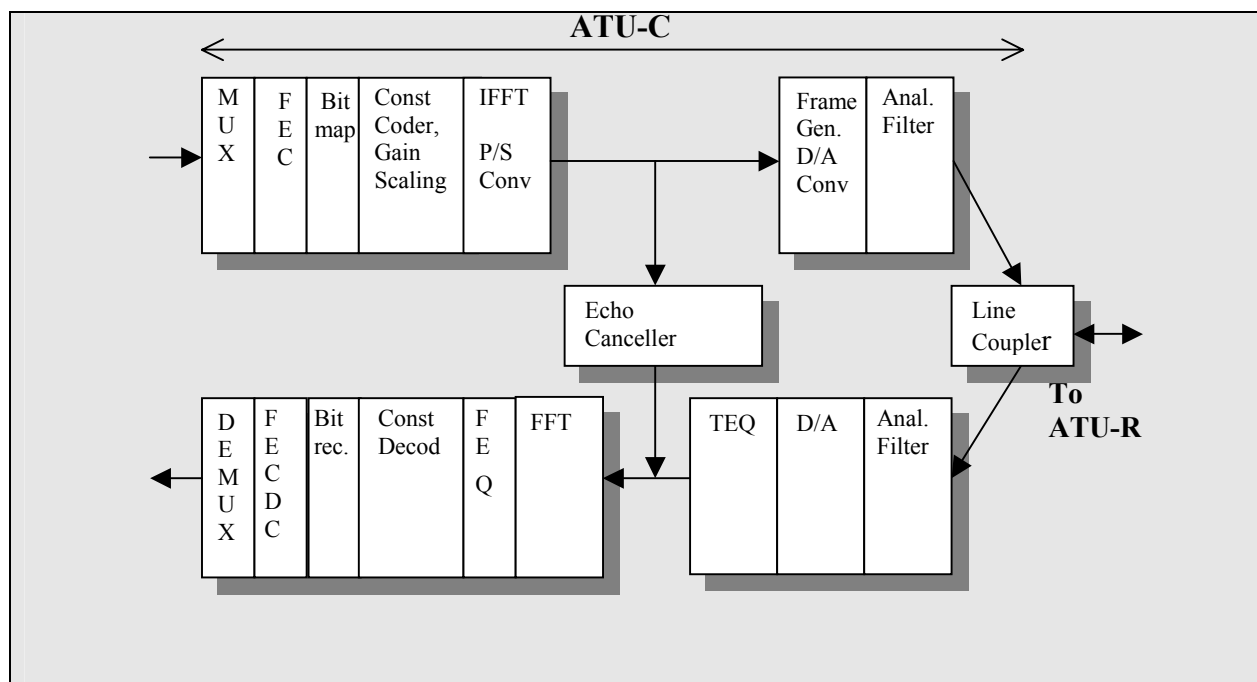 ATU-C
M
U
X
F
E
C
Bit
map
Const
Coder,
Gain
Scaling
IFFT
P/S
Conv
Frame
Gen.
D/A
Conv
Anal.
Filter
Echo
Canceller
Line
Coupler
To
ATU-R
D
E
M
U
X
F
E
C
D
C
Bit
rec.
Const
Decod
F
E
Q
FFT
TEQ
D/A
Anal.
Filter